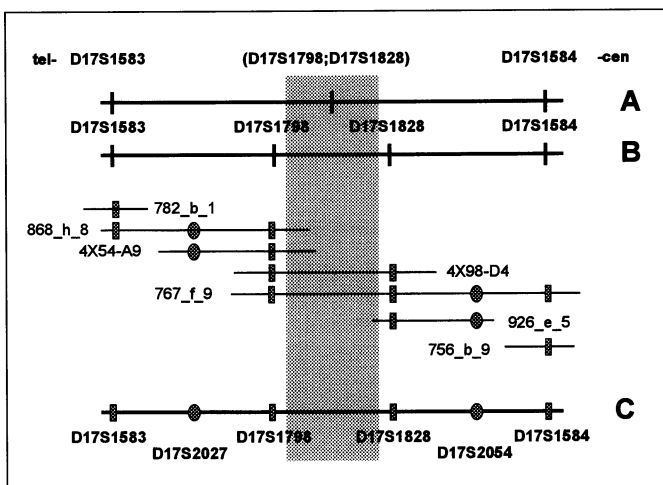 tel- D17S1583 (D17S1798;D17S1828) D17S1584 -cen
A
D17S1583 D17S1798 D17S1828 D17S1584
B
782_b_1
868_h_8
4X54-A9
4X98-D4
767_f_9
926_e_5
756_b_9
C
D17S1583 D17S1798 D17S1828 D17S1584
D17S2027 D17S2054